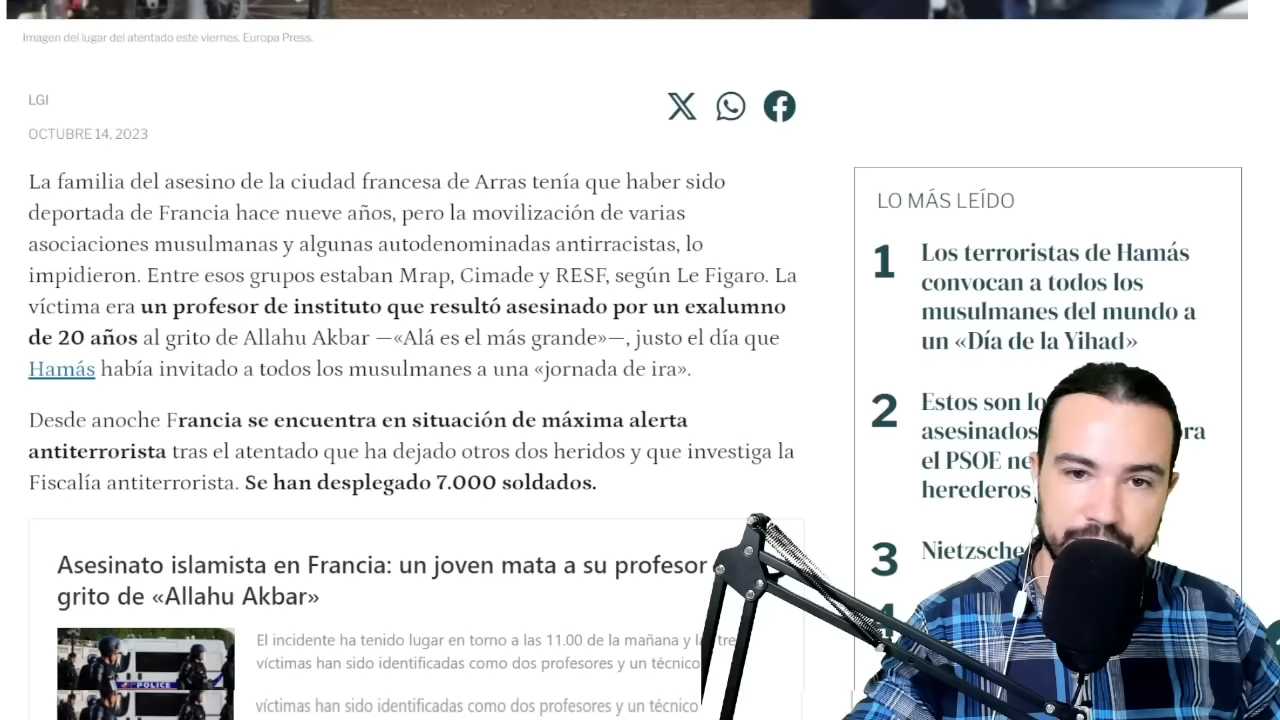 Imagen del lugar del atentado este viernes. Europa Press.
LGI
OCTUBRE 14, 2023
La familia del asesino de la ciudad francesa de Arras tenía que haber sido
deportada de Francia hace nueve años, pero la movilización de varias
asociaciones musulmanas y algunas autodenominadas antirracistas, lo
impidieron. Entre esos grupos estaban Mrap, Cimade y RESF, según Le Figaro. La
víctima era un profesor de instituto que resultó asesinado por un exalumno
de 20 años al grito de Allahu Akbar —«Alá es el más grande»—, justo el día que
Hamás había invitado a todos los musulmanes a una «jornada de ira».
Desde anoche Francia se encuentra en situación de máxima alerta
antiterrorista tras el atentado que ha dejado otros dos heridos y que investiga la
Fiscalía antiterrorista. Se han desplegado 7.000 soldados.
Asesinato islamista en Francia: un joven mata a su profesor
grito de «Allahu Akbar»
El incidente ha tenido lugar en torno a las 11.00 de la mañana y
víctimas han sido identificadas como dos profesores y un técnico
víctimas han sido identificadas como dos profesores y un técnico
POLICE
LO MÁS LEÍDO
1 Los terroristas de Hamás
convocan a todos los
musulmanes del mundo a
un «Día de la Yihad»
2 Estos son
asesinados
el PSOE
herederos
3 Nietzsche
4